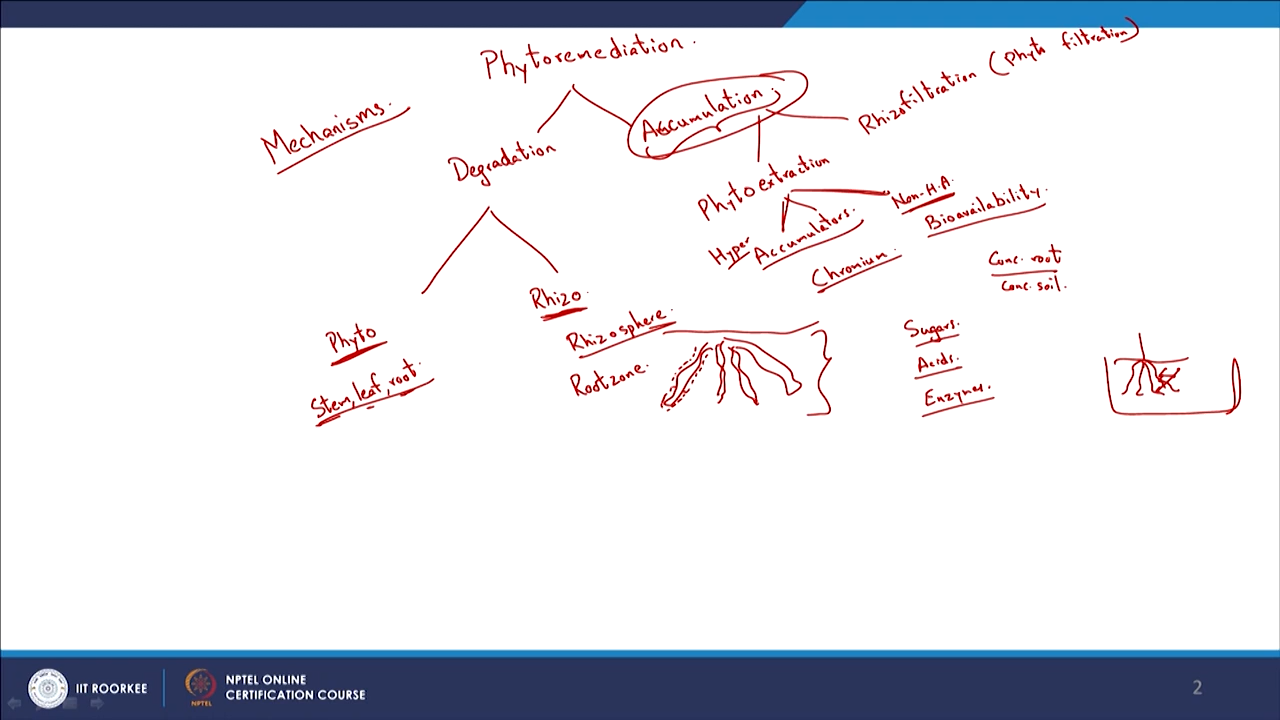 Phytoremediation.
Mechanisms.
Degradation
Accumulation.
Rhizofiltration (Phyto filtration)
Phytoextraction
Hyper Accumulators.
Non-H.A.
Bioavailability.
Chromium.
Conc. root
Conc. soil.
Phyto
Stem, leaf, root.
Rhizo.
Rhizosphere.
Rootzone.
Sugars.
Acids.
Enzymes.
IIT ROORKEE
NPTEL
NPTEL ONLINE
CERTIFICATION COURSE
2